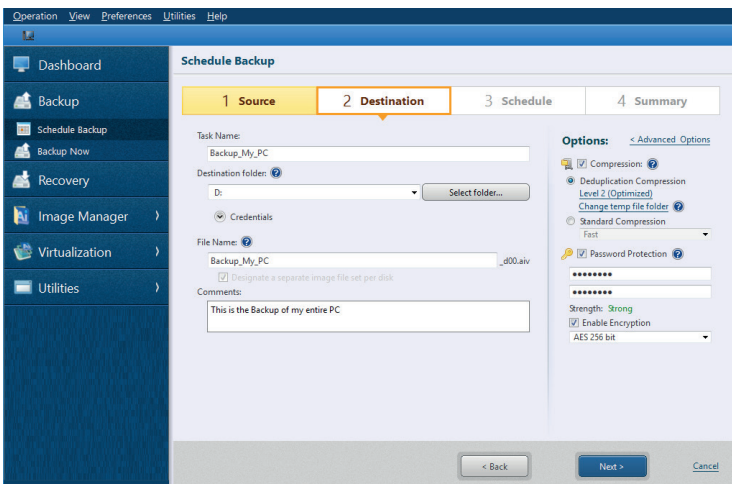 Operation View Preferences Utilities Help
Dashboard
Backup
Schedule Backup
Backup Now
Recovery
Image Manager
Virtualization
Utilities
Schedule Backup
1 Source
2 Destination
3 Schedule
4 Summary
Task Name:
Backup_My_PC
Destination folder:
D:
Select folder...
Credentials
File Name:
Backup_My_PC
_d00.aiv
Designate a separate image file set per disk
Comments:
This is the Backup of my entire PC
Options:
< Advanced Options
Compression:
Deduplication Compression
Level 2 (Optimized)
Change temp file folder
Standard Compression
Fast
Password Protection
••••••••
••••••••
Strength: Strong
Enable Encryption
AES 256 bit
< Back
Next >
Cancel